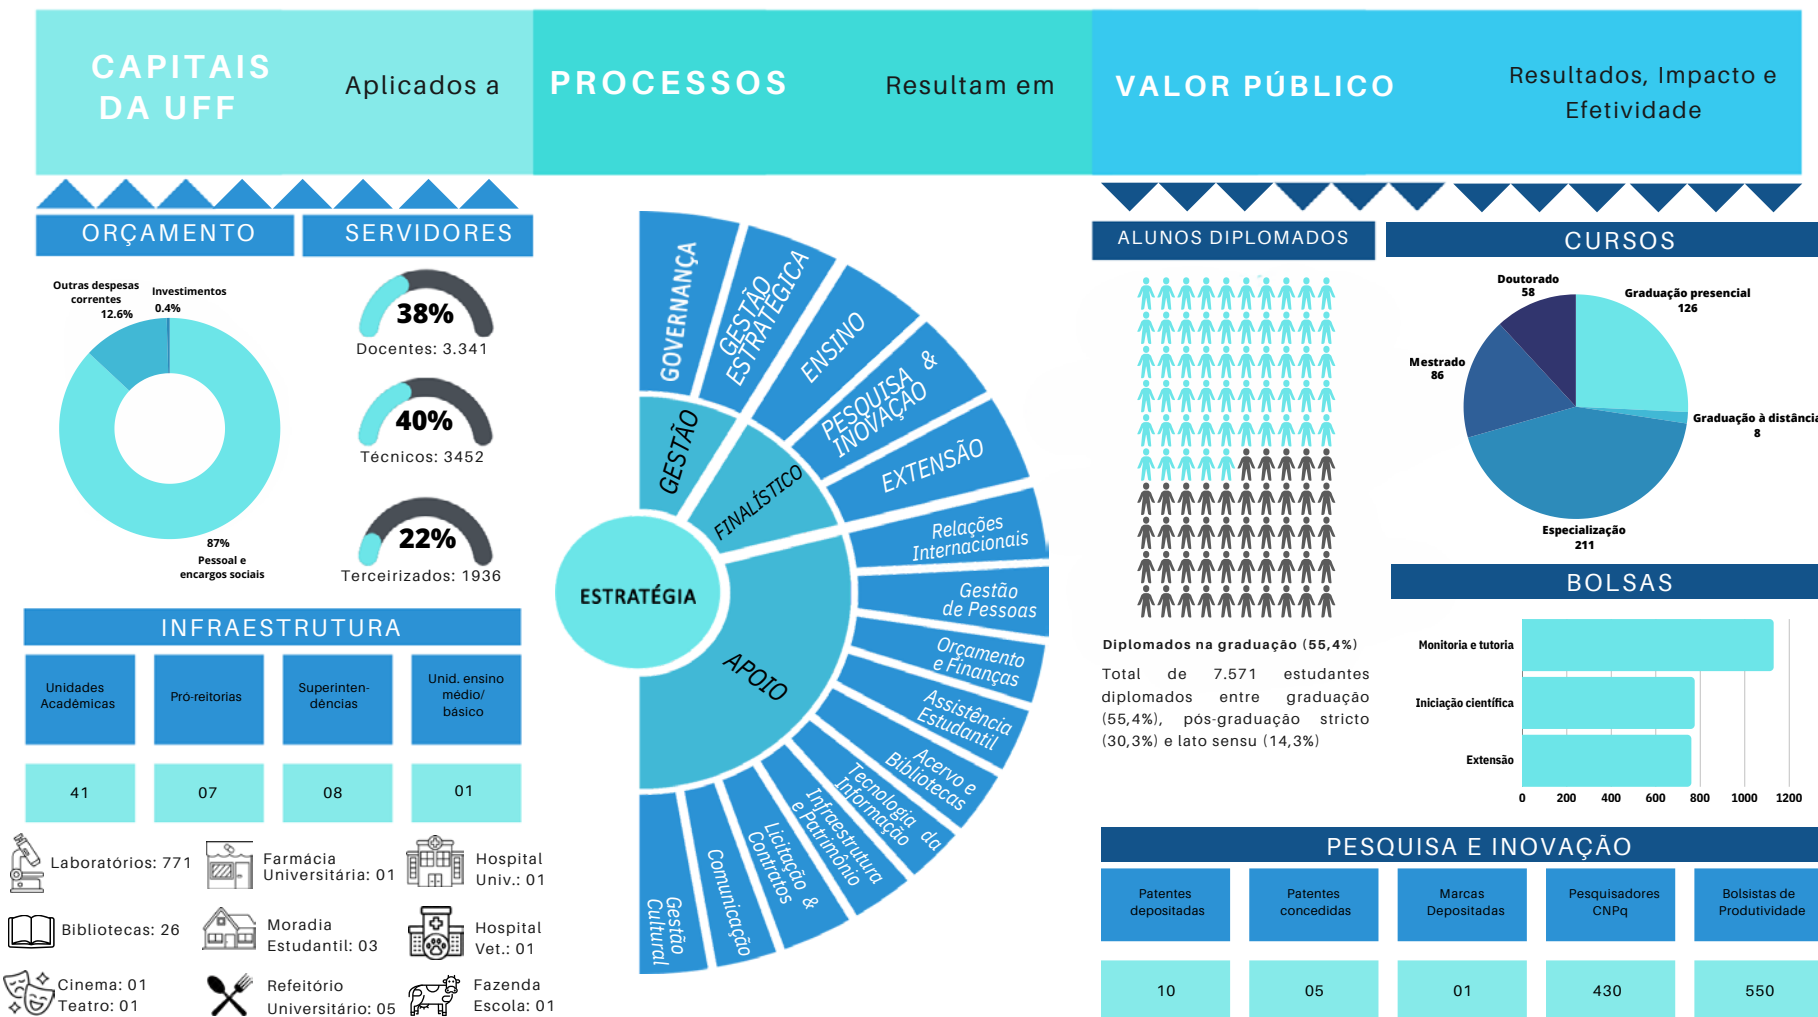 CAPITAIS
DA UFF
Aplicados a
PROCESSOS
Resultam em
VALOR PÚBLICO
Resultados, Impacto e
Efetividade
ORÇAMENTO
SERVIDORES
Outras despesas
correntes
12.6%
Investimentos
0.4%
87%
Pessoal e
encargos sociais
38%
Docentes: 3.341
40%
Técnicos: 3452
22%
Terceirizados: 1936
INFRAESTRUTURA
Unidades
Acadêmicas
Pró-reitorias
Superinten-
dências
Unid. ensino
médio/
básico
41
07
08
01
Laboratórios: 771
Farmácia
Universitária: 01
Hospital
Univ.: 01
Bibliotecas: 26
Moradia
Estudantil: 03
Hospital
Vet.: 01
Cinema: 01
Teatro: 01
Refeitório
Universitário: 05
Fazenda
Escola: 01
ESTRATÉGIA
GESTÃO
FINALÍSTICO
APOIO
GOVERNANÇA
GESTÃO
ESTRATÉGICA
ENSINO
PESQUISA &
INOVAÇÃO
EXTENSÃO
Relações
Internacionais
Gestão
de Pessoas
Orçamento
e Finanças
Assistência
Estudantil
Acervo e
Bibliotecas
Tecnologia da
Informação
Infraestrutura
e Patrimônio
Licitação &
Contratos
Comunicação
Gestão
Cultural
ALUNOS DIPLOMADOS
Diplomados na graduação (55,4%)
Total de 7.571 estudantes
diplomados entre graduação
(55,4%), pós-graduação stricto
(30,3%) e lato sensu (14,3%)
CURSOS
Doutorado
58
Graduação presencial
126
Mestrado
86
Graduação à distância
8
Especialização
211
BOLSAS
Monitoria e tutoria
Iniciação científica
Extensão
0 200 400 600 800 1000 1200
PESQUISA E INOVAÇÃO
Patentes
depositadas
Patentes
concedidas
Marcas
Depositadas
Pesquisadores
CNPq
Bolsistas de
Produtividade
10
05
01
430
550